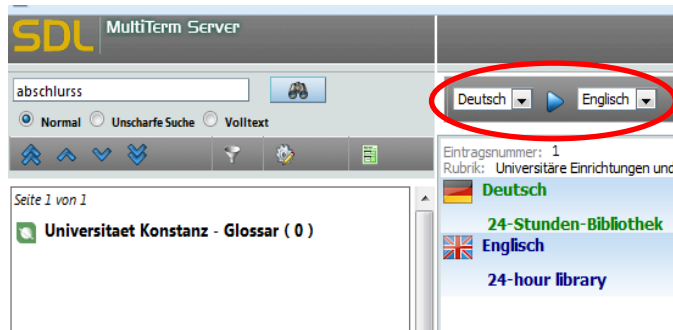 SDL MultiTerm Server
abschlurss
Normal Unscharfe Suche Volltext
Seite 1 von 1
Universitaet Konstanz - Glossar ( 0 )
Deutsch Englisch
Eintragsnummer: 1
Rubrik: Universitäre Einrichtungen und
Deutsch
24-Stunden-Bibliothek
Englisch
24-hour library